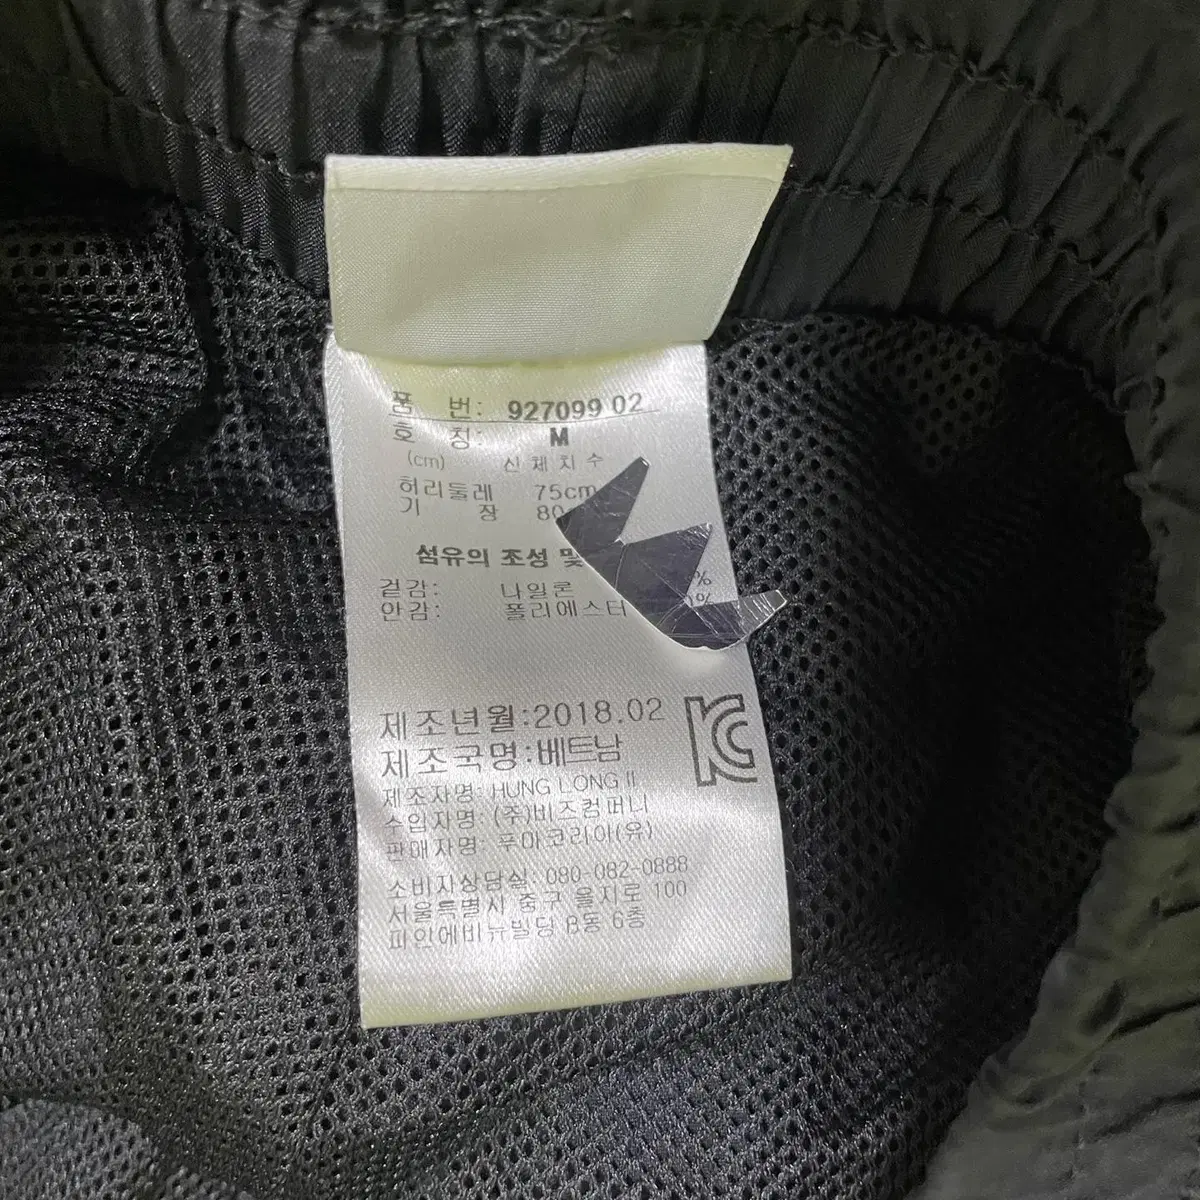 품 번: 927099 02
호 칭: M
(cm) 신 체 치 수
허리둘레 75cm
기 장 80
섬유의 조성 및
겉감: 나일론 %
안감: 폴리에스터 %
제조년월:2018.02
제조국명:베트남
제조자명: HUNG LONG II
수입자명: (주)비즈컴퍼니
판매자명: 푸마코리아(유)
소비자상담실: 080-082-0888
서울특별시 중구 을지로 100
파인에비뉴빌딩 B동 6층